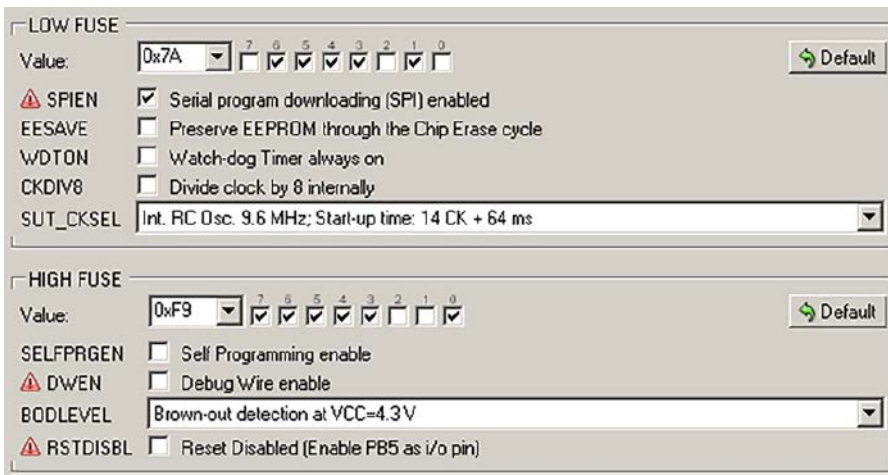 LOW FUSE
7 6 5 4 3 2 1 0
Value: 0x7A Default
SPIEN Serial program downloading (SPI) enabled
EESAVE Preserve EEPROM through the Chip Erase cycle
WDTON Watch-dog Timer always on
CKDIV8 Divide clock by 8 internally
SUT_CKSEL Int. RC Osc. 9.6 MHz; Start-up time: 14 CK + 64 ms
HIGH FUSE
7 6 5 4 3 2 1 0
Value: 0xF9 Default
SELFPRGEN Self Programming enable
DWEN Debug Wire enable
BODLEVEL Brown-out detection at VCC=4.3 V
RSTDISBL Reset Disabled (Enable PB5 as i/o pin)